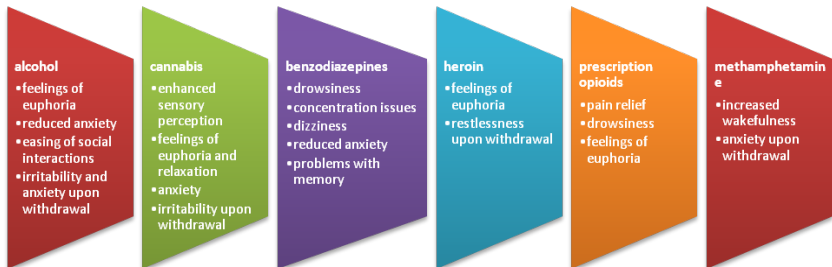 alcohol
•feelings of
euphoria
•reduced anxiety
•easing of social
interactions
•irritability and
anxiety upon
withdrawal
cannabis
•enhanced
sensory
perception
•feelings of
euphoria and
relaxation
•anxiety
•irritability upon
withdrawal
benzodiazepines
•drowsiness
•concentration issues
•dizziness
•reduced anxiety
•problems with
memory
heroin
•feelings of
euphoria
•restlessness
upon withdrawal
prescription
opioids
•pain relief
•drowsiness
•feelings of
euphoria
methamphetamin
e
•increased
wakefulness
•anxiety upon
withdrawal